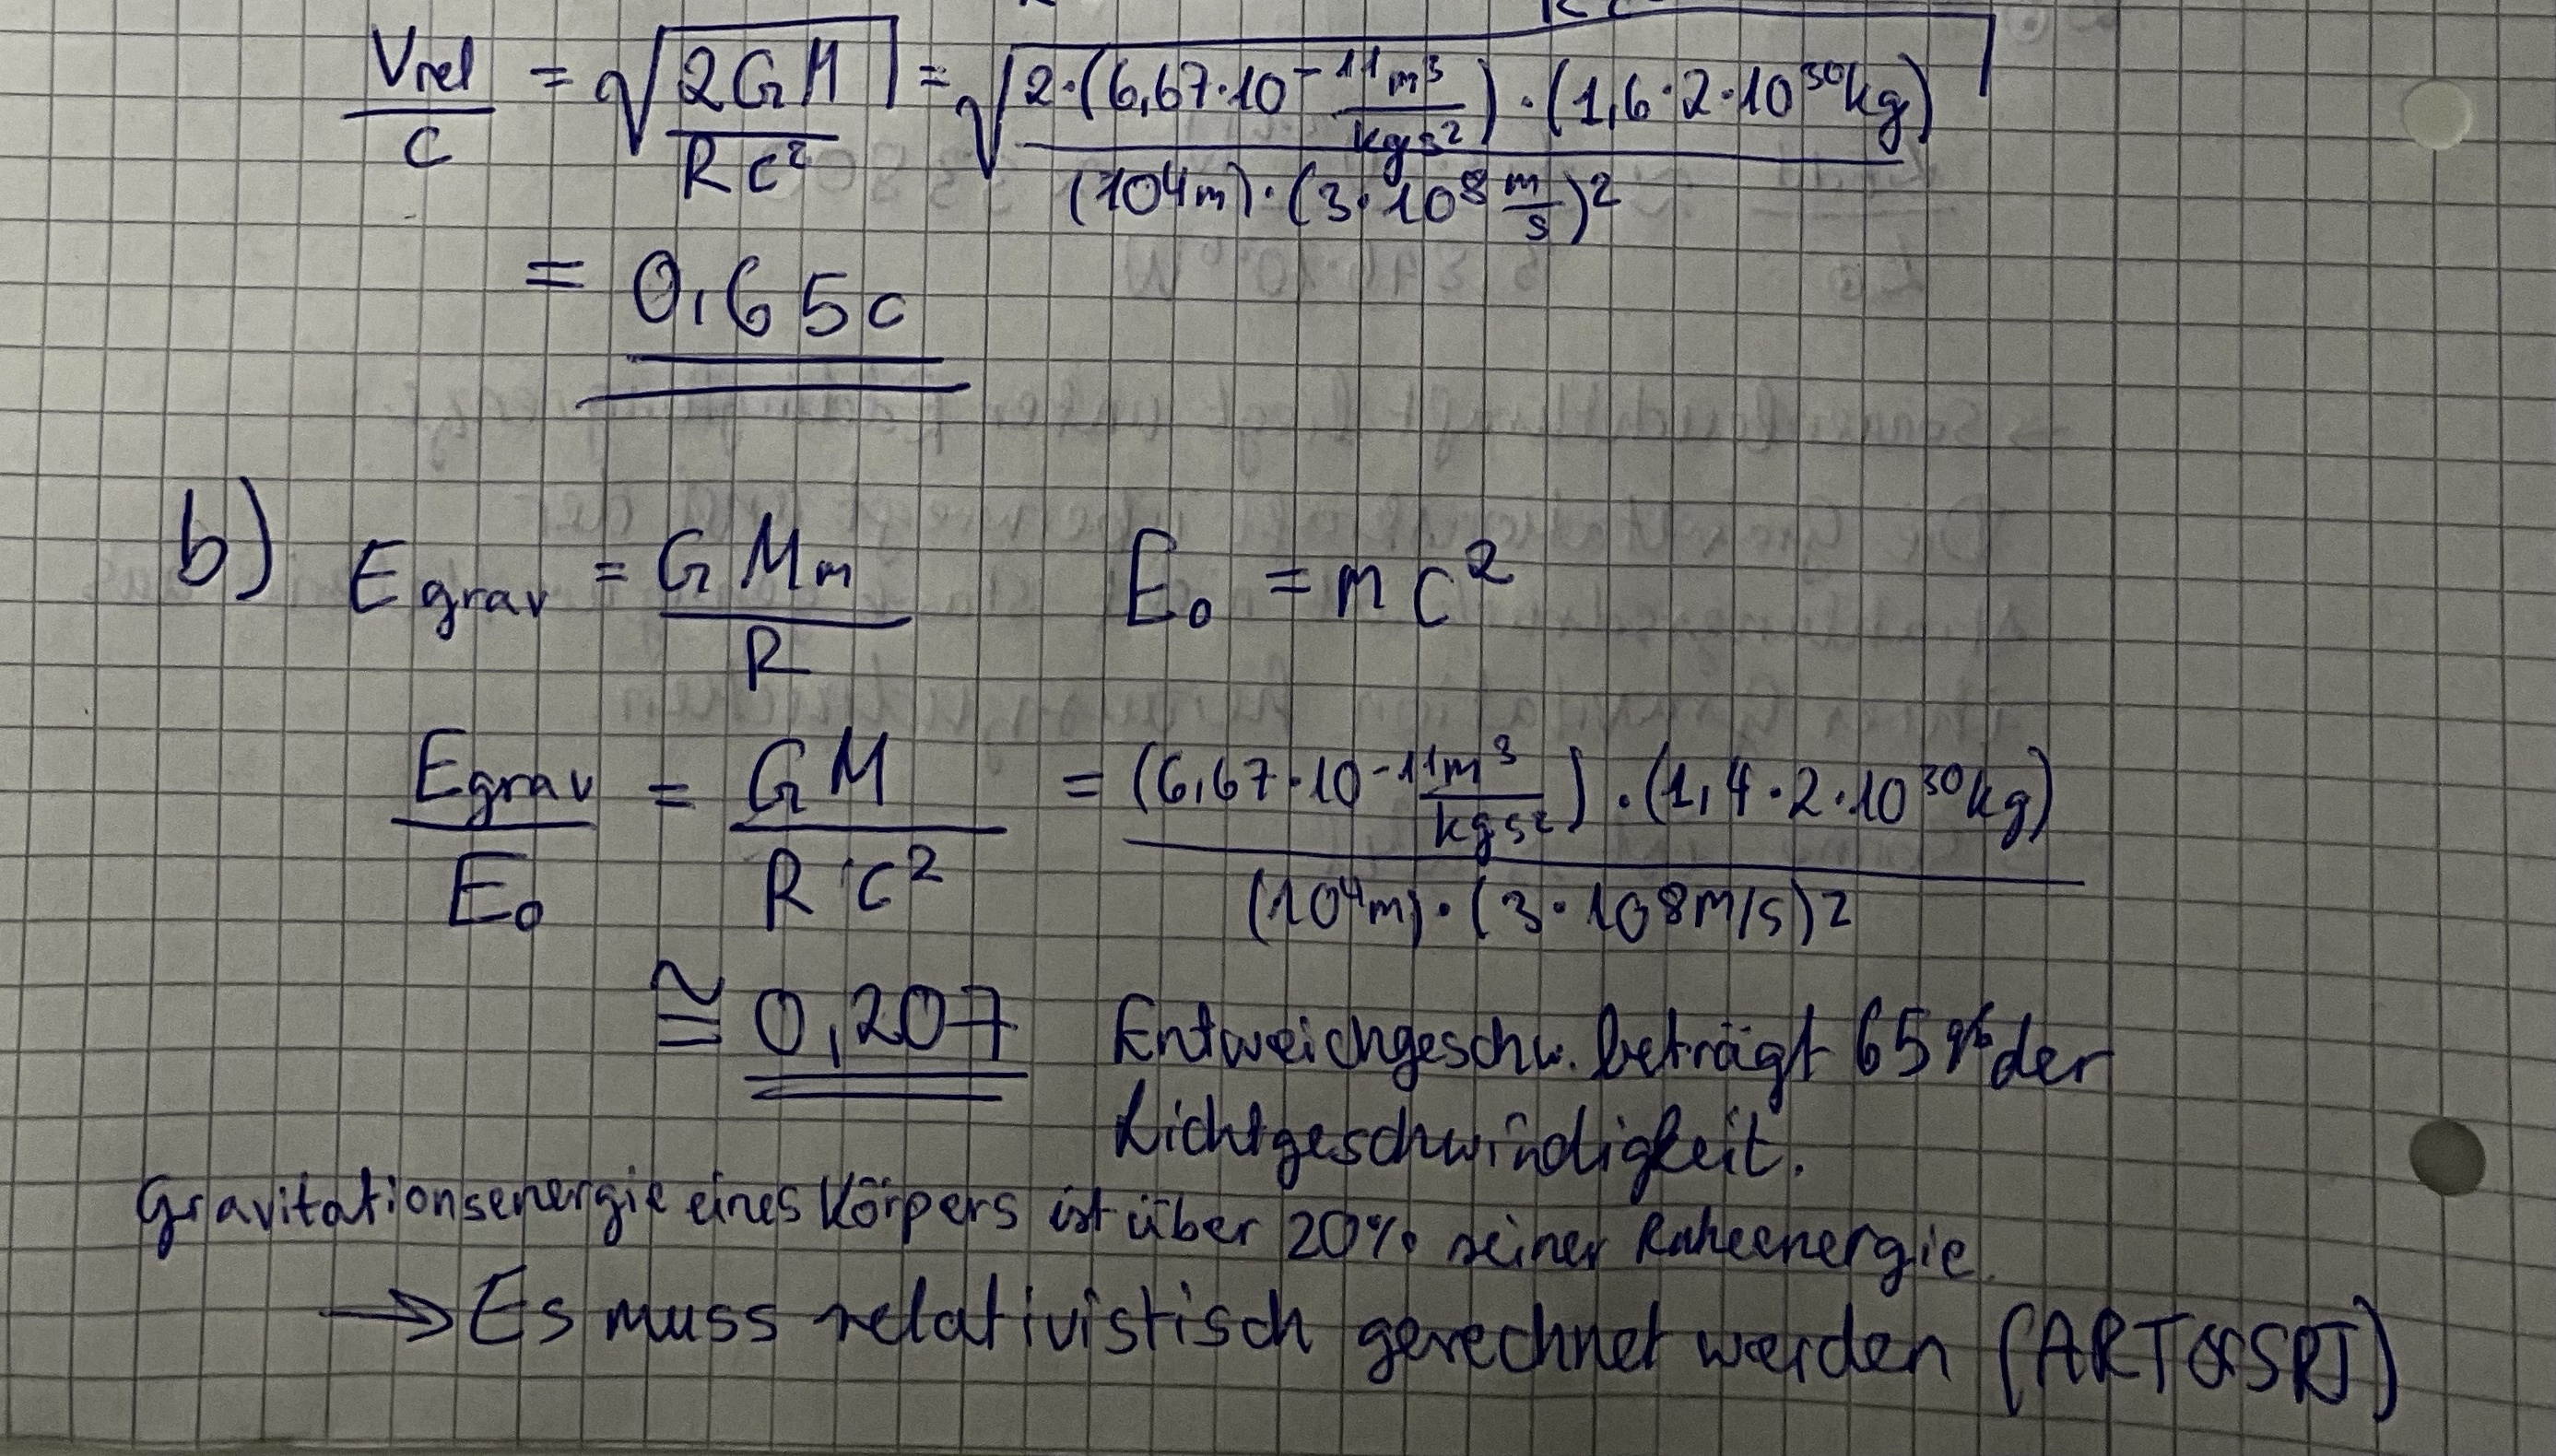 Vrel/c = √(2GM/Rc²) = √(2·(6,67·10⁻¹¹ m³/kgs²)·(1,6·2·10³⁰kg)/(10⁴m)·(3·10⁸ m/s)²)
= 0,65c
b) Egrav = GMm/R E₀ = mc²
Egrav/E₀ = GM/Rc² = (6,67·10⁻¹¹ m³/kgs²)·(1,4·2·10³⁰kg)/(10⁴m)·(3·10⁸m/s)²
≅ 0,207 Entweichgeschw. beträgt 65% der
Lichtgeschwindigkeit.
Gravitationsenergie eines Körpers ist über 20% seiner Ruheenergie.
→ Es muss relativistisch gerechnet werden (ART & SRT)